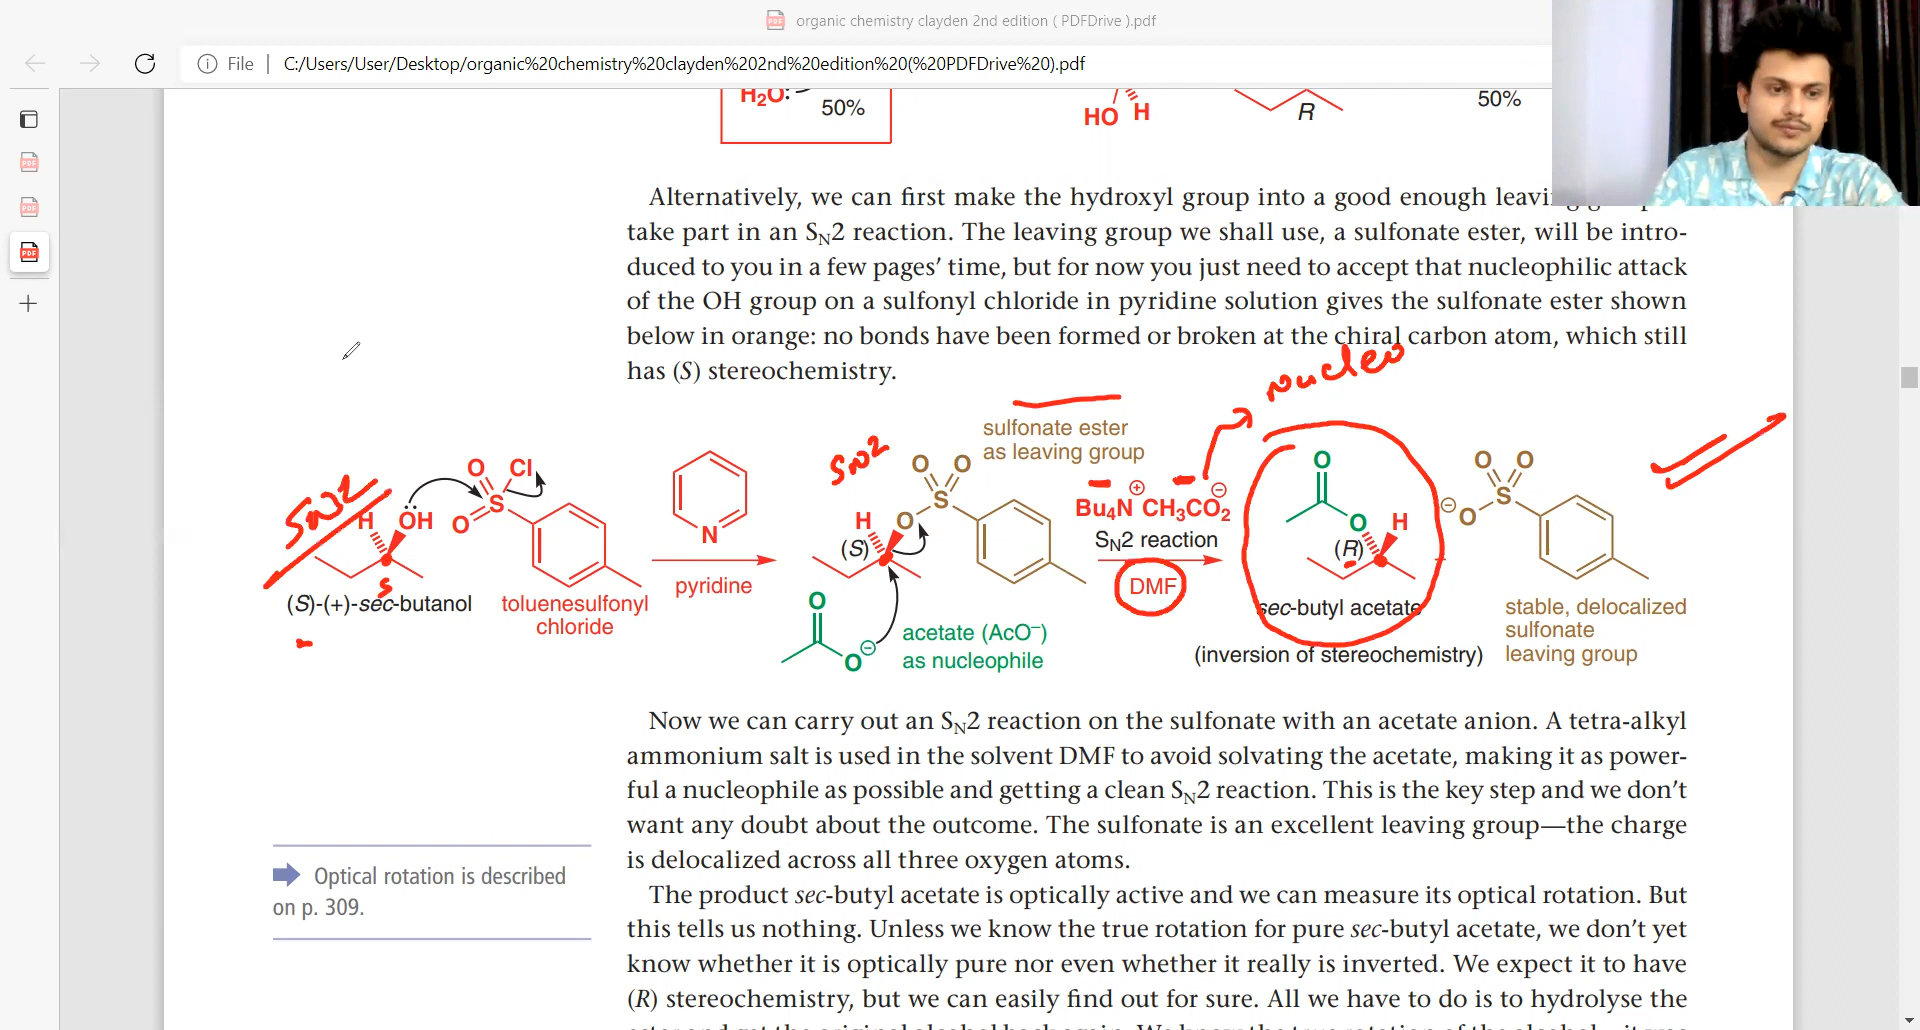 organic chemistry clayden 2nd edition ( PDFDrive ).pdf
File | C:/Users/User/Desktop/organic%20chemistry%20clayden%202nd%20edition%20(%20PDFDrive%20).pdf
H₂O:
50%
HO H
R
50%
Alternatively, we can first make the hydroxyl group into a good enough
take part in an SN2 reaction. The leaving group we shall use, a sulfonate ester, will be intro-
duced to you in a few pages' time, but for now you just need to accept that nucleophilic attack
of the OH group on a sulfonyl chloride in pyridine solution gives the sulfonate ester shown
below in orange: no bonds have been formed or broken at the chiral carbon atom, which still
has (S) stereochemistry.
nucleo
SN2
SN2
sulfonate ester
as leaving group
O Cl
S
O
H OH
S
(S)-(+)-sec-butanol
toluenesulfonyl
chloride
N
pyridine
O O
S
H O
(S)
O
O⊖
acetate (AcO⁻)
as nucleophile
Bu₄N⊕ CH₃CO₂⊖
SN2 reaction
DMF
O
O H
(R)
sec-butyl acetate
(inversion of stereochemistry)
O O
S
⊖O
stable, delocalized
sulfonate
leaving group
Now we can carry out an SN2 reaction on the sulfonate with an acetate anion. A tetra-alkyl
ammonium salt is used in the solvent DMF to avoid solvating the acetate, making it as power-
ful a nucleophile as possible and getting a clean SN2 reaction. This is the key step and we don't
want any doubt about the outcome. The sulfonate is an excellent leaving group—the charge
is delocalized across all three oxygen atoms.
Optical rotation is described
on p. 309.
The product sec-butyl acetate is optically active and we can measure its optical rotation. But
this tells us nothing. Unless we know the true rotation for pure sec-butyl acetate, we don't yet
know whether it is optically pure nor even whether it really is inverted. We expect it to have
(R) stereochemistry, but we can easily find out for sure. All we have to do is to hydrolyse the